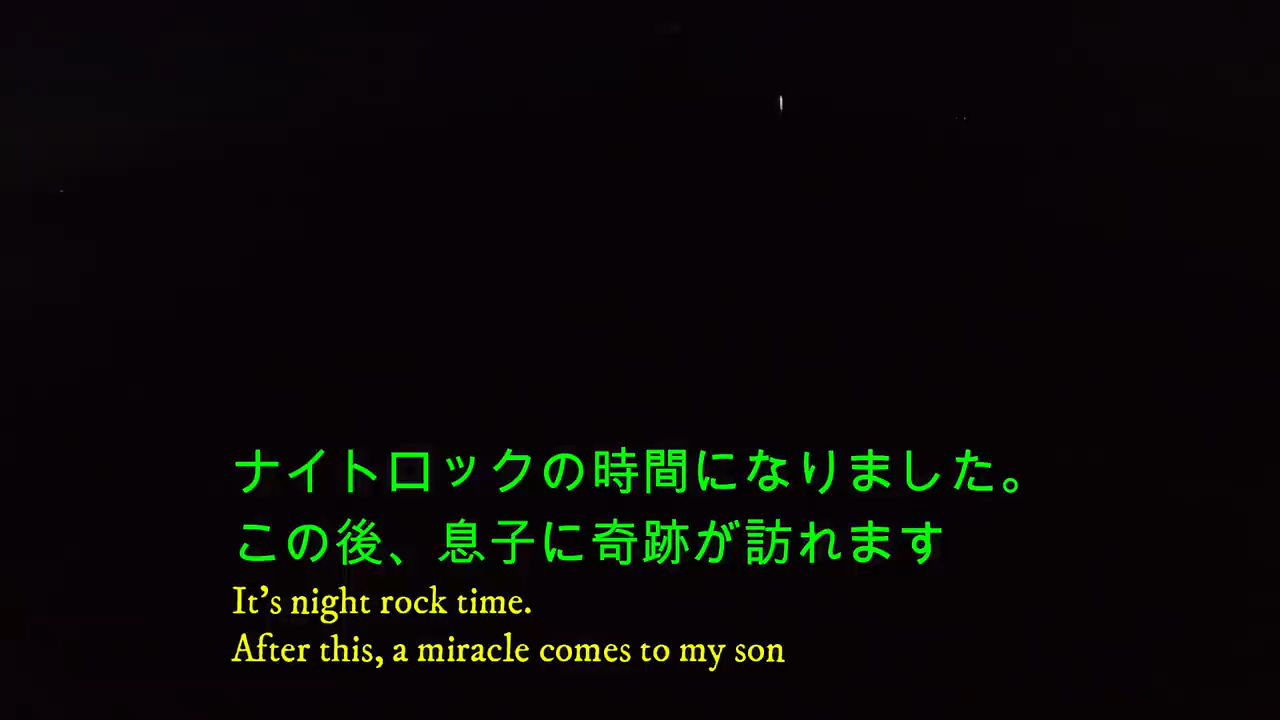 ナイトロックの時間になりました。
この後、息子に奇跡が訪れます
It's night rock time.
After this, a miracle comes to my son